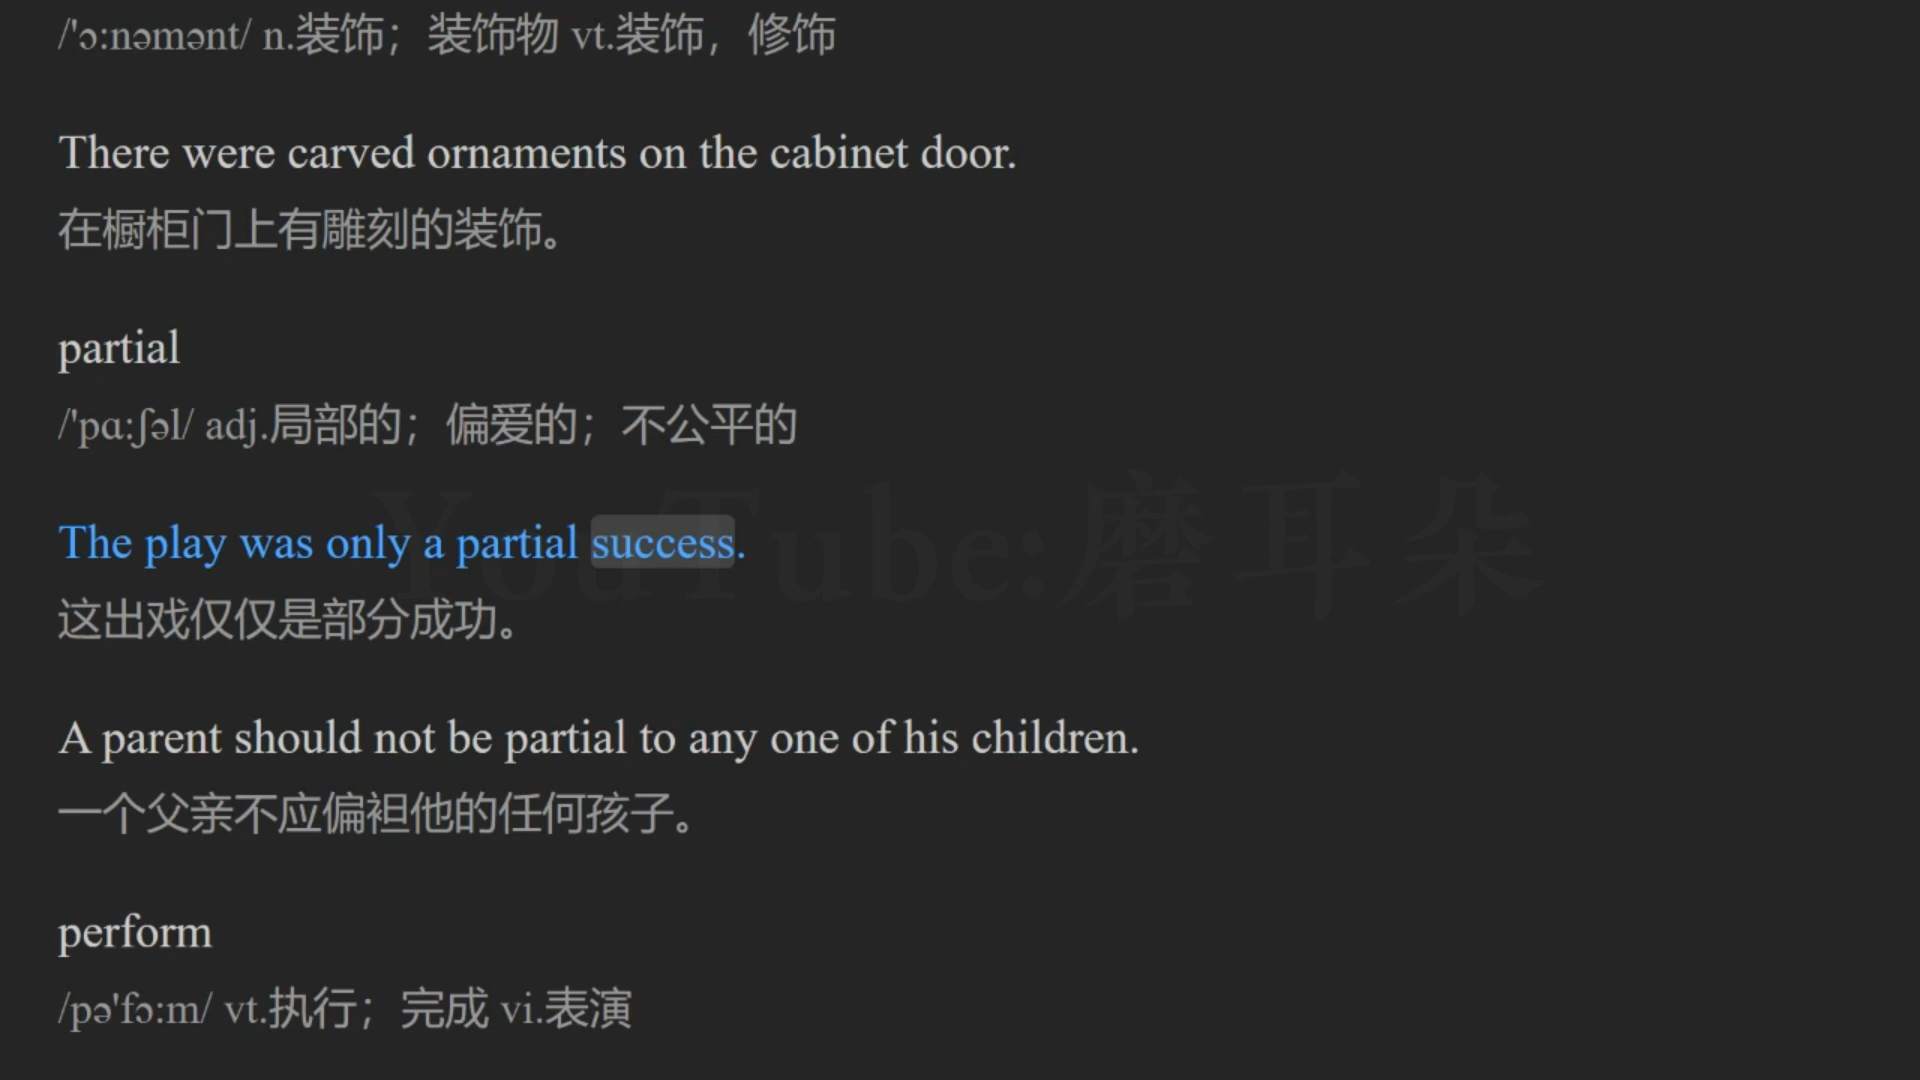 /'ɔ:nəmənt/ n.装饰；装饰物 vt.装饰，修饰
There were carved ornaments on the cabinet door.
在橱柜门上有雕刻的装饰。
partial
/'pɑ:ʃəl/ adj.局部的；偏爱的；不公平的
The play was only a partial success.
YouTube:磨耳朵
这出戏仅仅是部分成功。
A parent should not be partial to any one of his children.
一个父亲不应偏袒他的任何孩子。
perform
/pə'fɔ:m/ vt.执行；完成 vi.表演